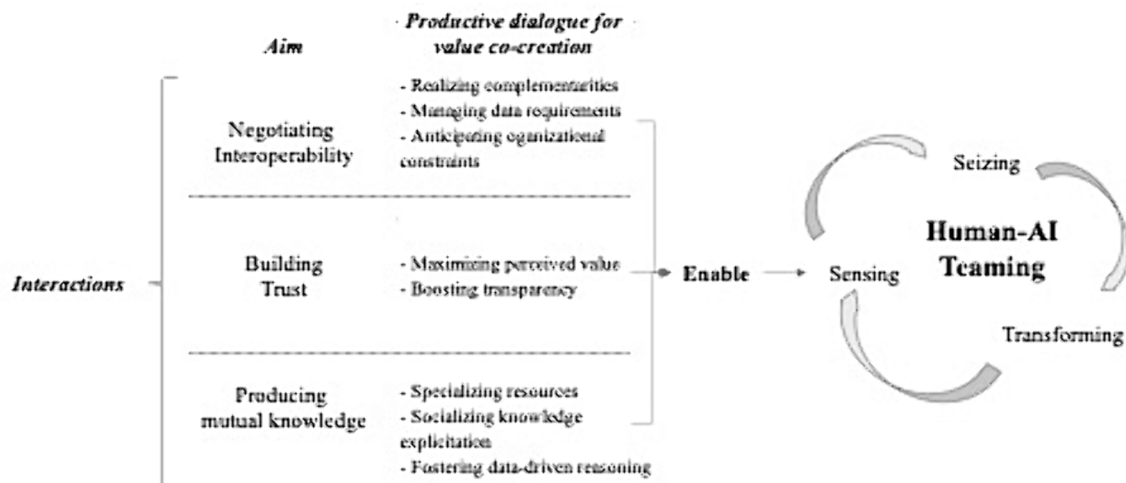 Aim
Productive dialogue for
value co-creation
- Realizing complementarities
- Managing data requirements
- Anticipating oganizational
constraints
Negotiating
Interoperability
Interactions
Building
Trust
- Maximizing perceived value
- Boosting transparency
Producing
mutual knowledge
- Specializing resources
- Socializing knowledge
explicitation
- Fostering data-driven reasoning
Enable
Seizing
Human-AI
Teaming
Sensing
Transforming